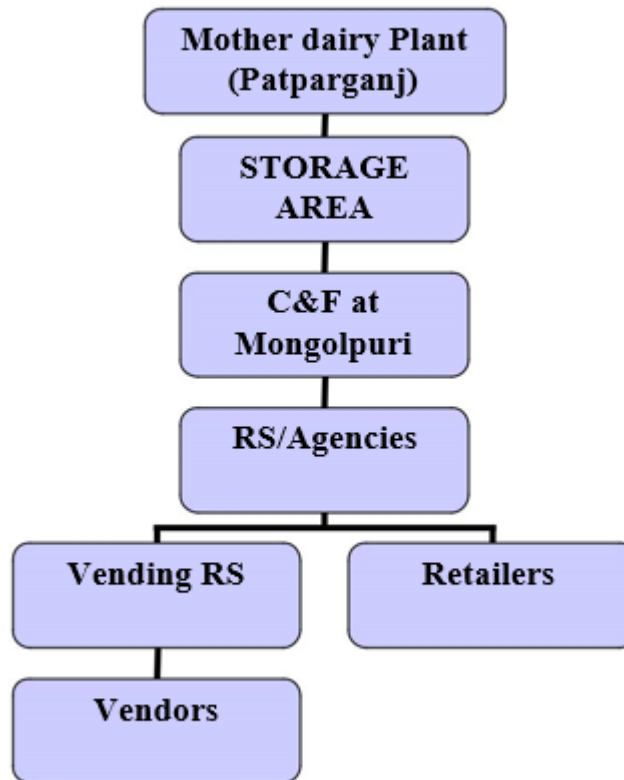 Mother dairy Plant
(Patparganj)
STORAGE
AREA
C&F at
Mongolpuri
RS/Agencies
Vending RS
Retailers
Vendors